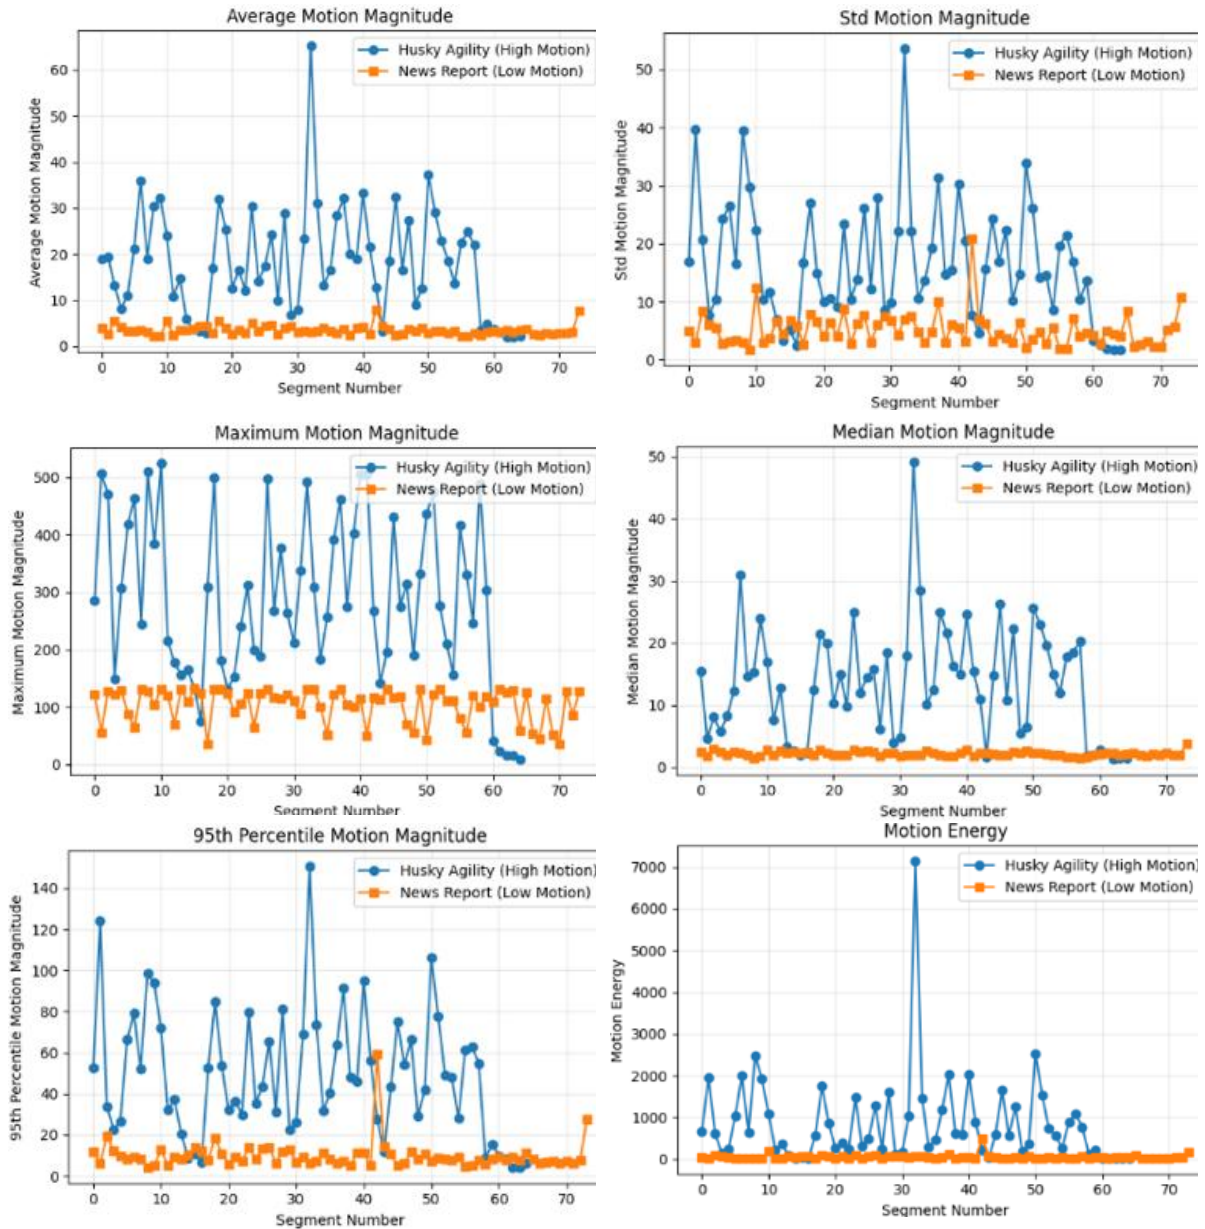 Average Motion Magnitude
Husky Agility (High Motion)
News Report (Low Motion)
Average Motion Magnitude
60
50
40
30
20
10
0
0 10 20 30 40 50 60 70
Segment Number
Std Motion Magnitude
Husky Agility (High Motion)
News Report (Low Motion)
Std Motion Magnitude
50
40
30
20
10
0
0 10 20 30 40 50 60 70
Segment Number
Maximum Motion Magnitude
Husky Agility (High Motion)
News Report (Low Motion)
Maximum Motion Magnitude
500
400
300
200
100
0
0 10 20 30 40 50 60 70
Segment Number
Median Motion Magnitude
Husky Agility (High Motion)
News Report (Low Motion)
Median Motion Magnitude
50
40
30
20
10
0
0 10 20 30 40 50 60 70
Segment Number
95th Percentile Motion Magnitude
Husky Agility (High Motion)
News Report (Low Motion)
95th Percentile Motion Magnitude
140
120
100
80
60
40
20
0
0 10 20 30 40 50 60 70
Segment Number
Motion Energy
Husky Agility (High Motion)
News Report (Low Motion)
Motion Energy
7000
6000
5000
4000
3000
2000
1000
0
0 10 20 30 40 50 60 70
Segment Number